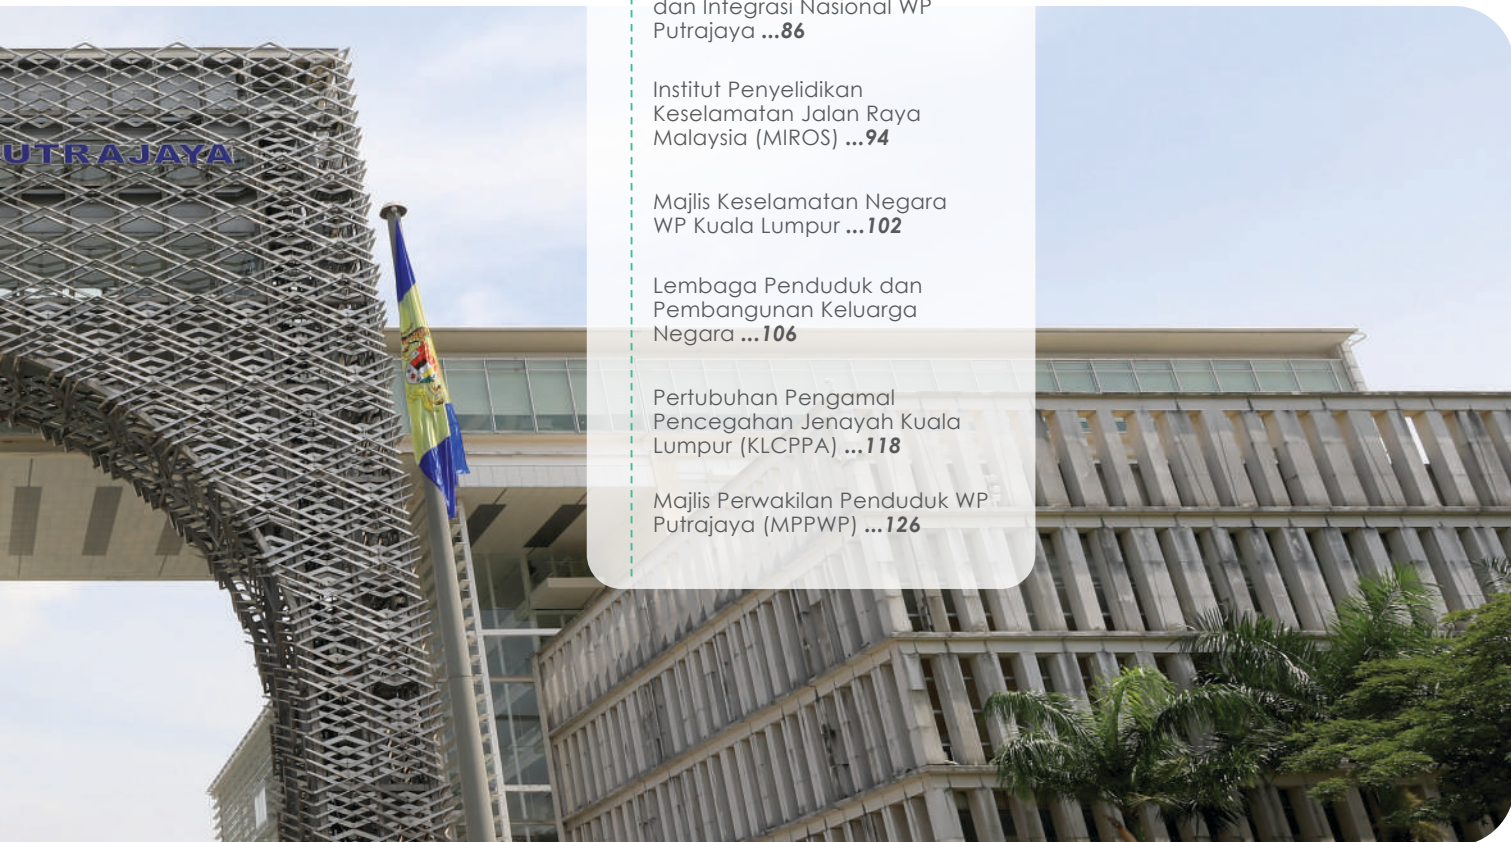 dan Integrasi Nasional WP
Putrajaya ...86
Institut Penyelidikan
Keselamatan Jalan Raya
Malaysia (MIROS) ...94
Majlis Keselamatan Negara
WP Kuala Lumpur ...102
Lembaga Penduduk dan
Pembangunan Keluarga
Negara ...106
Pertubuhan Pengamal
Pencegahan Jenayah Kuala
Lumpur (KLCPPA) ...118
Majlis Perwakilan Penduduk WP
Putrajaya (MPPWP) ...126
UTRAJAYA